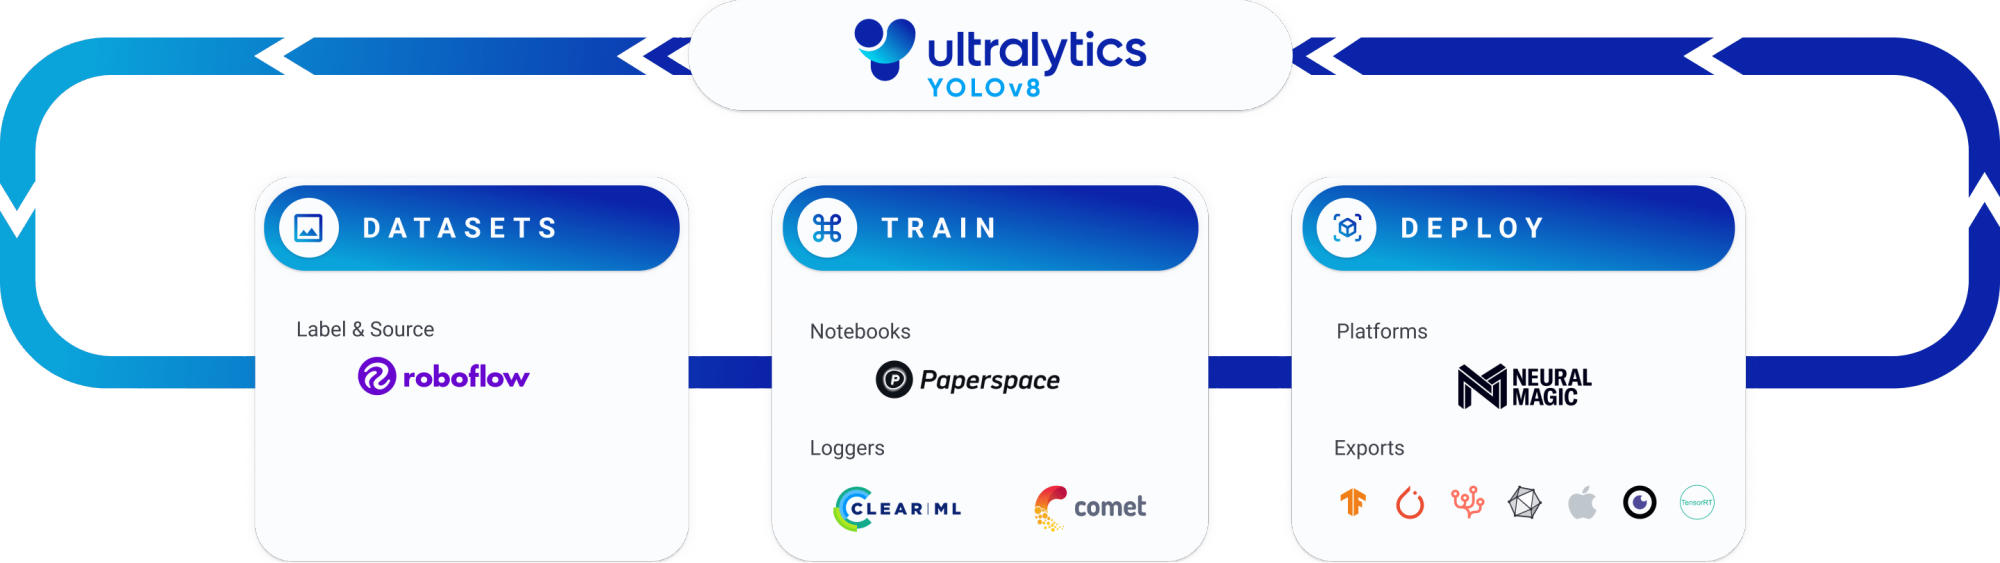 ultralytics
YOLOv8
DATASETS
Label & Source
roboflow
TRAIN
Notebooks
P Paperspace
Loggers
CLEAR|ML
comet
DEPLOY
Platforms
NEURAL
MAGIC
Exports
TensorRT